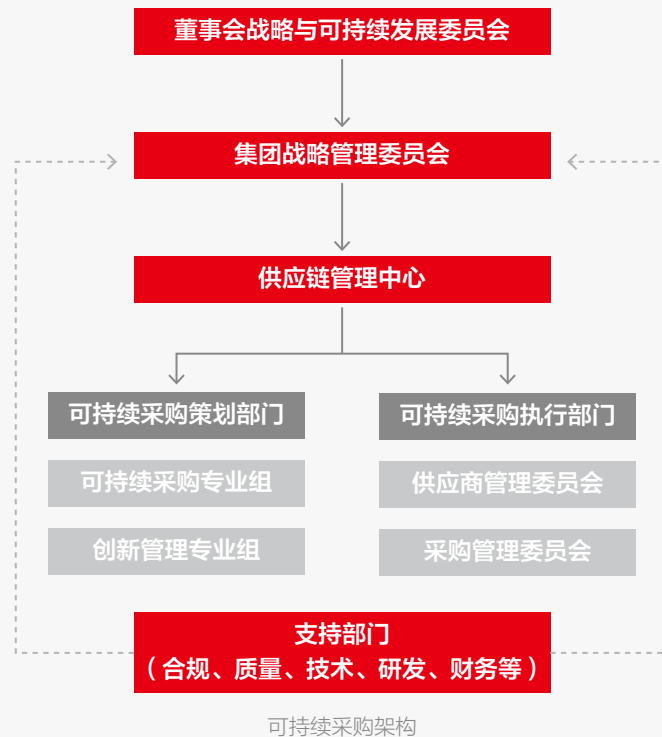 董事会战略与可持续发展委员会
集团战略管理委员会
供应链管理中心
可持续采购策划部门
可持续采购专业组
创新管理专业组
可持续采购执行部门
供应商管理委员会
采购管理委员会
支持部门
（合规、质量、技术、研发、财务等）
可持续采购架构